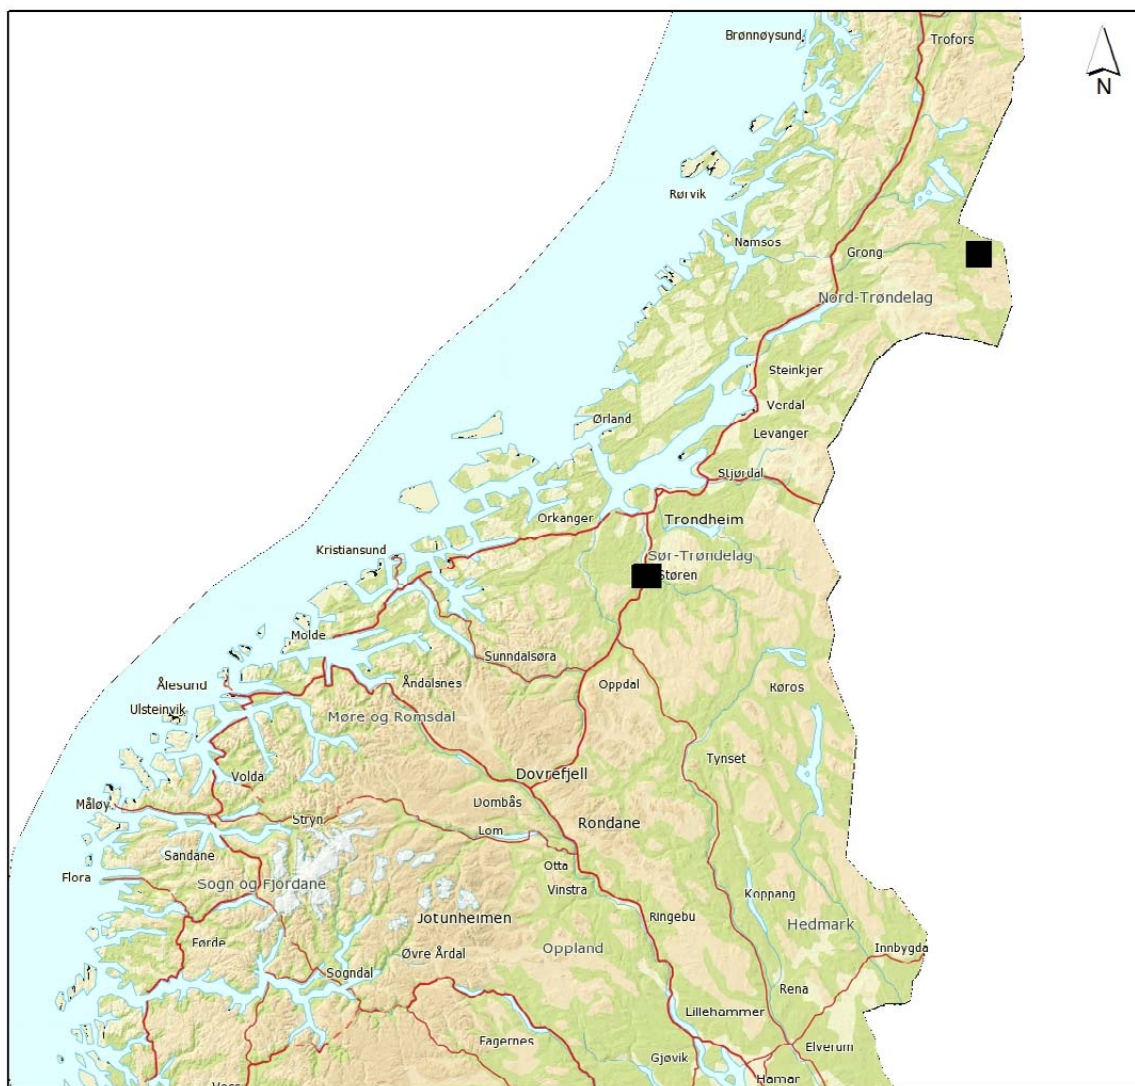 Brønnøysund
Trofors
N
Rørvik
Namsos
Grong
Nord-Trøndelag
Steinkjer
Verdal
Ørland
Levanger
Stjørdal
Orkanger
Trondheim
Kristiansund
Sør-Trøndelag
Støren
Molde
Sunndalsøra
Ålesund
Åndalsnes
Oppdal
Røros
Ulsteinvik
Møre og Romsdal
Tynset
Volda
Dovrefjell
Måløy
Dombås
Stryn
Rondane
Lom
Sandane
Otta
Flora
Sogn og Fjordane
Vinstra
Koppang
Jotunheimen
Ringebu
Hedmark
Førde
Øvre Årdal
Oppland
Innbygda
Sogndal
Rena
Lillehammer
Fagernes
Elverum
Gjøvik
Hamar